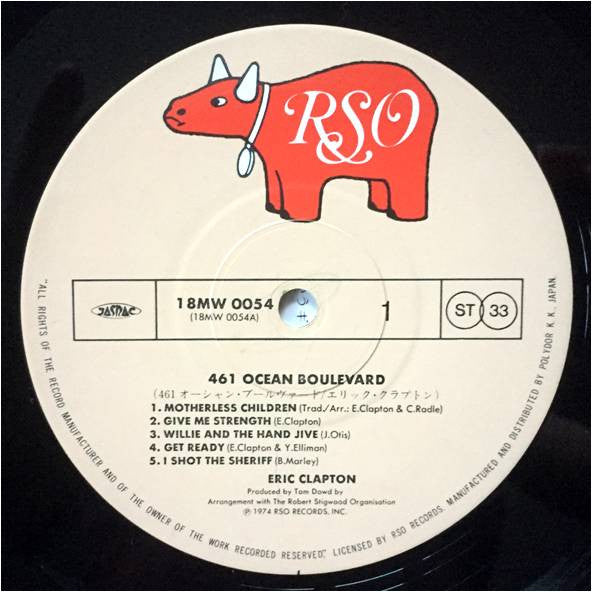 RSO
JASRAC
18MW 0054
(18MW 0054A)
1
ST 33
461 OCEAN BOULEVARD
(461 オーシャン・ブールヴァード/エリック・クラプトン)
1. MOTHERLESS CHILDREN (Trad./Arr.: E.Clapton & C.Radle)
2. GIVE ME STRENGTH (E.Clapton)
3. WILLIE AND THE HAND JIVE (J.Otis)
4. GET READY (E.Clapton & Y.Elliman)
5. I SHOT THE SHERIFF (B.Marley)
ERIC CLAPTON
Produced by Tom Dowd by
Arrangement with The Robert Stigwood Organisation
℗ 1974 RSO RECORDS, INC.
"ALL RIGHTS OF THE RECORD MANUFACTURER AND OF THE OWNER OF THE WORK RECORDED RESERVED". LICENSED BY RSO RECORDS. MANUFACTURED AND DISTRIBUTED BY POLYDOR K.K., JAPAN.